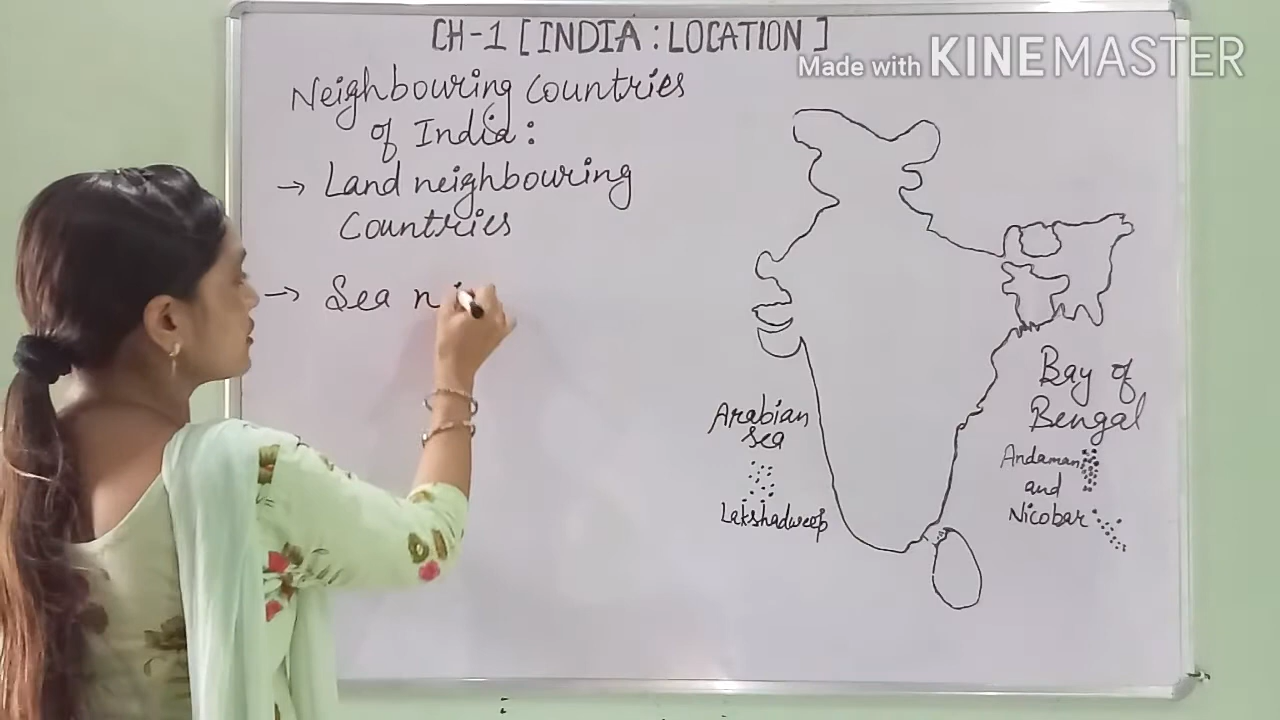 CH-1 [INDIA : LOCATION ]
Made with KINEMASTER
Neighbouring Countries
of India :
→ Land neighbouring
Countries
→ Sea n
Arabian
Sea
Lakshadweep
Bay of
Bengal
Andaman
and
Nicobar